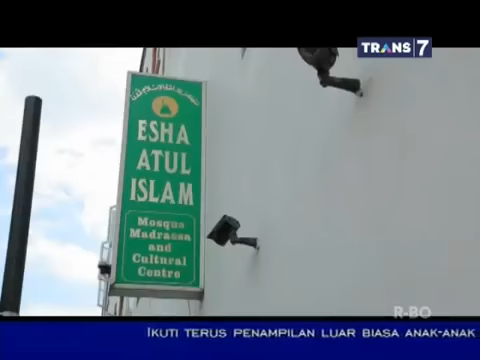 TRANS 7
ESHA
ATUL
ISLAM
Mosque
Madrassa
and
Cultural
Centre
R-BO
IKUTI TERUS PENAMPILAN LUAR BIASA ANAK-ANAK